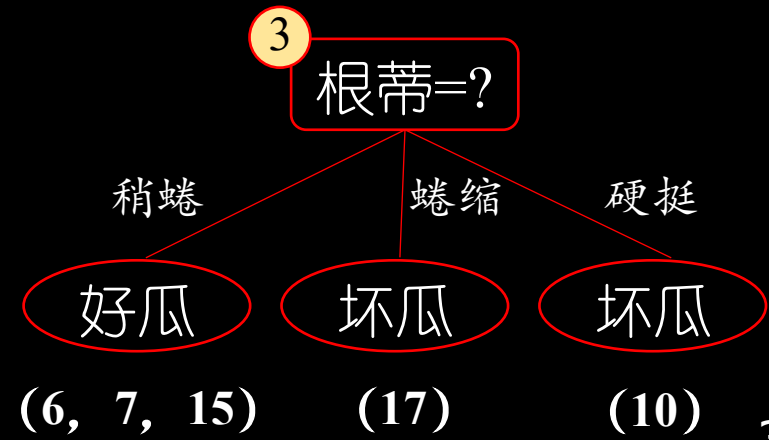 3
根蒂=?
稍蜷 蜷缩 硬挺
好瓜 坏瓜 坏瓜
(6, 7, 15) (17) (10)